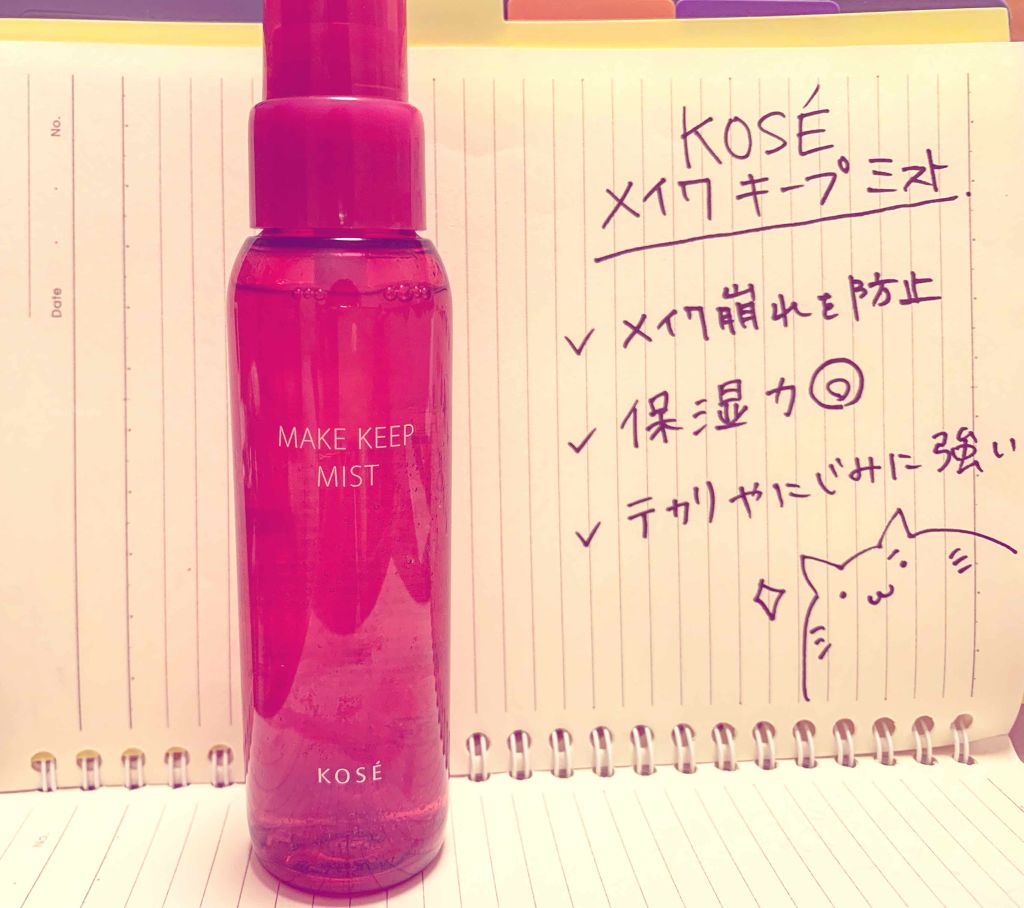 No.
Date
MAKE KEEP
MIST
KOSÉ
KOSÉ
メイク キープ ミスト.
✓ メイク崩れを防止
✓ 保湿力◎
✓ テカリやにじみに強い
No.